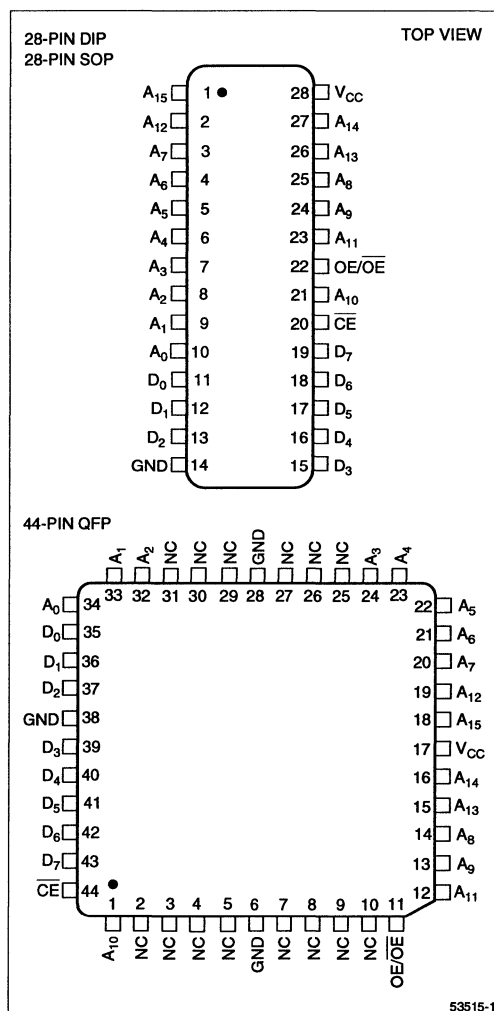 28-PIN DIP
28-PIN SOP
TOP VIEW
A15 1 28 VCC
A12 2 27 A14
A7 3 26 A13
A6 4 25 A8
A5 5 24 A9
A4 6 23 A11
A3 7 22 OE/O̅E̅
A2 8 21 A10
A1 9 20 C̅E̅
A0 10 19 D7
D0 11 18 D6
D1 12 17 D5
D2 13 16 D4
GND 14 15 D3
44-PIN QFP
A1 A2 NC NC NC GND NC NC NC A3 A4
33 32 31 30 29 28 27 26 25 24 23
A0 34 22 A5
D0 35 21 A6
D1 36 20 A7
D2 37 19 A12
GND 38 18 A15
D3 39 17 VCC
D4 40 16 A14
D5 41 15 A13
D6 42 14 A8
D7 43 13 A9
C̅E̅ 44 12 A11
1 2 3 4 5 6 7 8 9 10 11
A10 NC NC NC NC GND NC NC NC NC OE/O̅E̅
53515-1